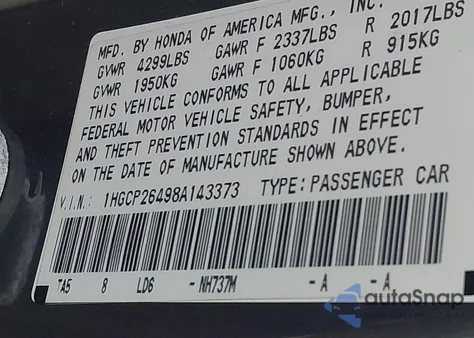 MFD. BY HONDA OF AMERICA MFG., INC.
GVWR 4299LBS GAWR F 2337LBS R 2017LBS
GVWR 1950KG GAWR F 1060KG R 915KG
THIS VEHICLE CONFORMS TO ALL APPLICABLE
FEDERAL MOTOR VEHICLE SAFETY, BUMPER,
AND THEFT PREVENTION STANDARDS IN EFFECT
ON THE DATE OF MANUFACTURE SHOWN ABOVE.
V.I.N.: 1HGCP26498A143373 TYPE:PASSENGER CAR
TA5 8 LD6 -NH737M -A -A
autoSnap